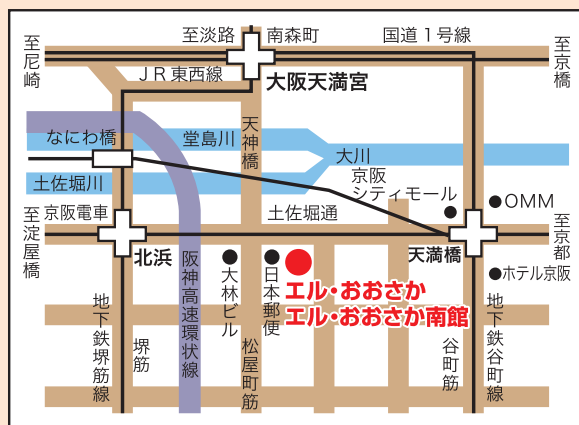 至淡路
南森町
国道1号線
至尼崎
至京橋
JR東西線
大阪天満宮
なにわ橋
堂島川
天神橋
大川
土佐堀川
京阪
シティモール
OMM
至淀屋橋
京阪電車
土佐堀通
至京都
北浜
天満橋
阪神高速環状線
大林ビル
日本郵便
エル・おおさか
エル・おおさか南館
ホテル京阪
地下鉄堺筋線
堺筋
松屋町筋
谷町筋
地下鉄谷町線